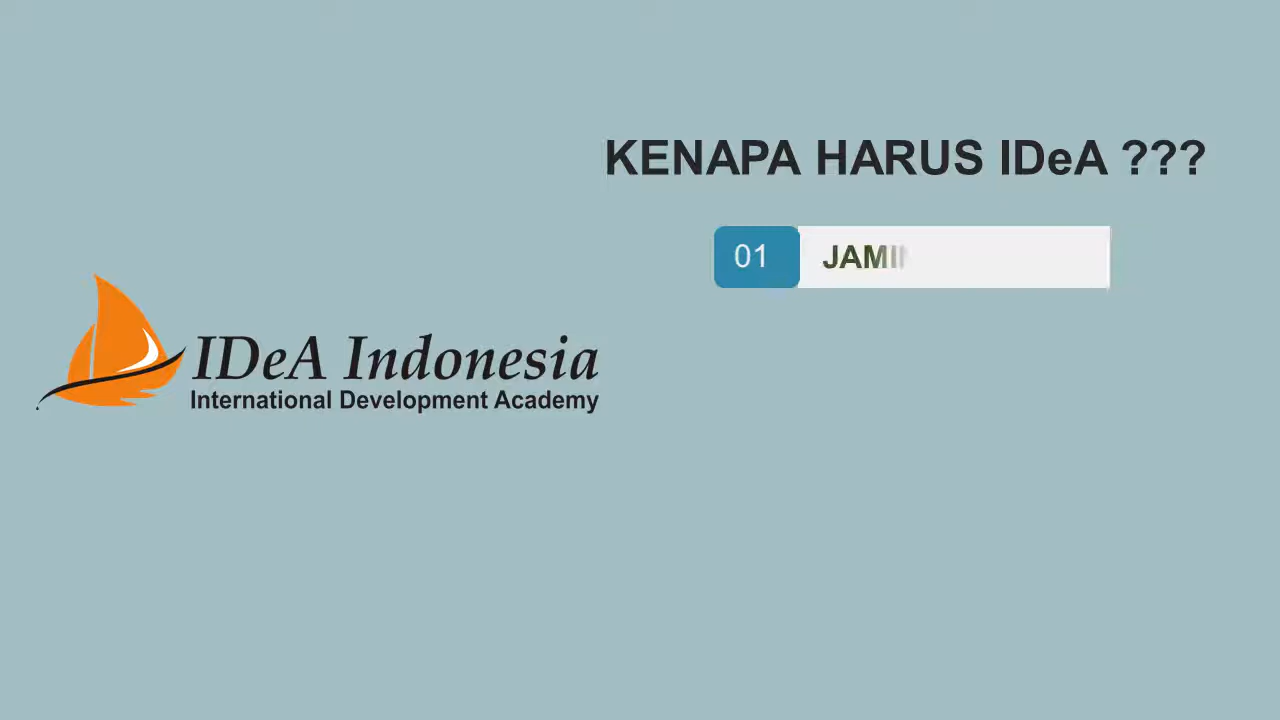 KENAPA HARUS IDeA ???
01
IDeA Indonesia
International Development Academy